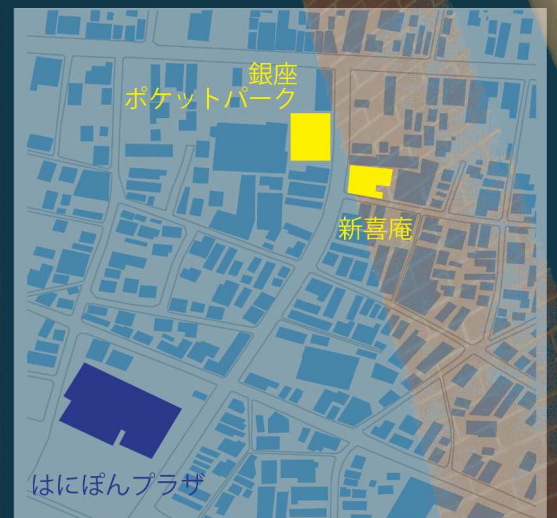 銀座
ポケットパーク
新喜庵
はにぽんプラザ